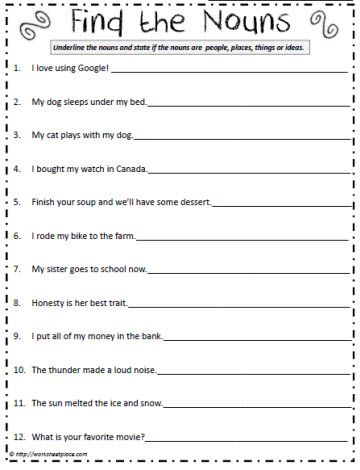 Find the Nouns
Underline the nouns and state if the nouns are people, places, things or ideas.
1. I love using Google!
2. My dog sleeps under my bed.
3. My cat plays with my dog.
4. I bought my watch in Canada.
5. Finish your soup and we'll have some dessert.
6. I rode my bike to the farm.
7. My sister goes to school now.
8. Honesty is her best trait.
9. I put all of my money in the bank.
10. The thunder made a loud noise.
11. The sun melted the ice and snow.
12. What is your favorite movie?
© http://worksheetplace.com